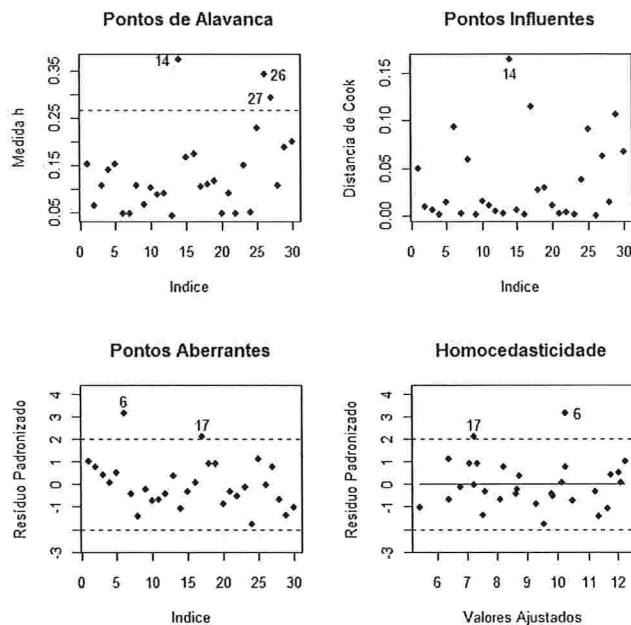 Pontos de Alavanca
Medida h
0.05 0.15 0.25 0.35
14
26
27
0 5 10 15 20 25 30
Indice
Pontos Influentes
Distancia de Cook
0.00 0.05 0.10 0.15
14
0 5 10 15 20 25 30
Indice
Pontos Aberrantes
Resíduo Padronizado
-3 -1 0 1 2 3 4
6
17
0 5 10 15 20 25 30
Indice
Homocedasticidade
Resíduo Padronizado
-3 -1 0 1 2 3 4
17
6
6 7 8 9 10 11 12
Valores Ajustados